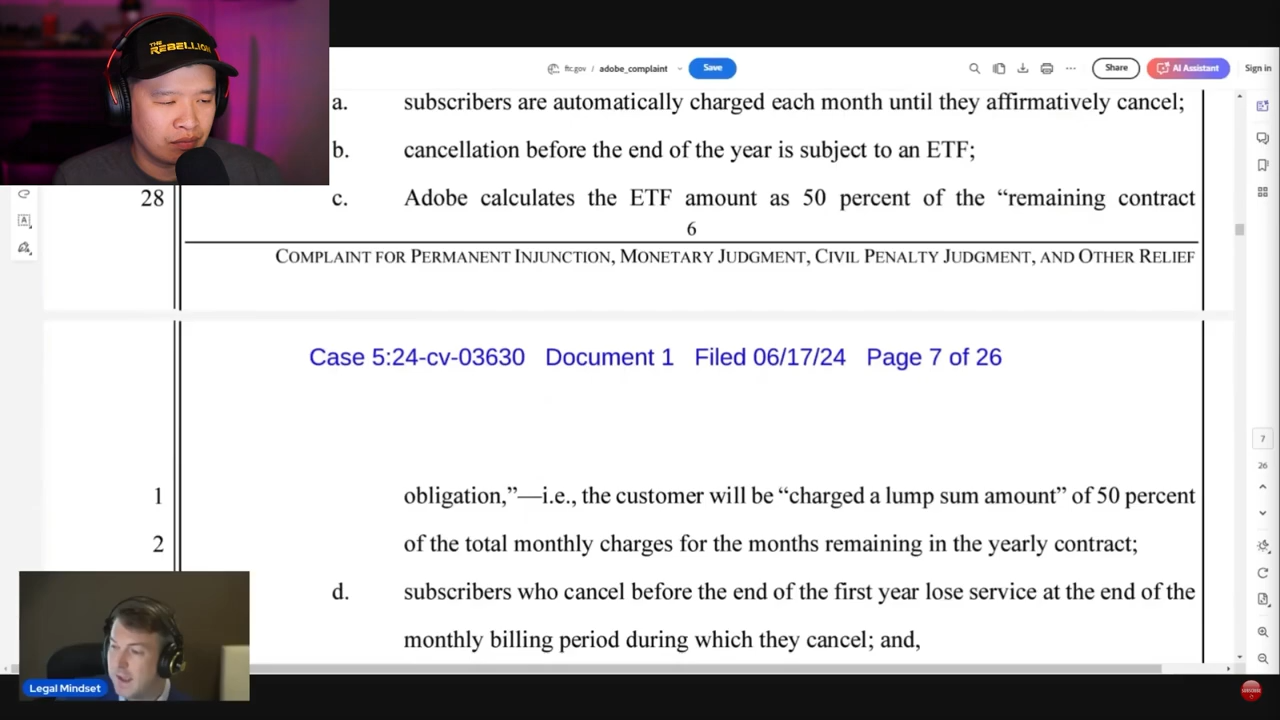 THE
REBELLION
ftc.gov / adobe_complaint
Save
Share
AI Assistant
Sign in
a. subscribers are automatically charged each month until they affirmatively cancel;
b. cancellation before the end of the year is subject to an ETF;
28 c. Adobe calculates the ETF amount as 50 percent of the “remaining contract
6
COMPLAINT FOR PERMANENT INJUNCTION, MONETARY JUDGMENT, CIVIL PENALTY JUDGMENT, AND OTHER RELIEF
Case 5:24-cv-03630 Document 1 Filed 06/17/24 Page 7 of 26
7
26
1 obligation,”—i.e., the customer will be “charged a lump sum amount” of 50 percent
2 of the total monthly charges for the months remaining in the yearly contract;
d. subscribers who cancel before the end of the first year lose service at the end of the
monthly billing period during which they cancel; and,
Legal Mindset
SUBSCRIBE